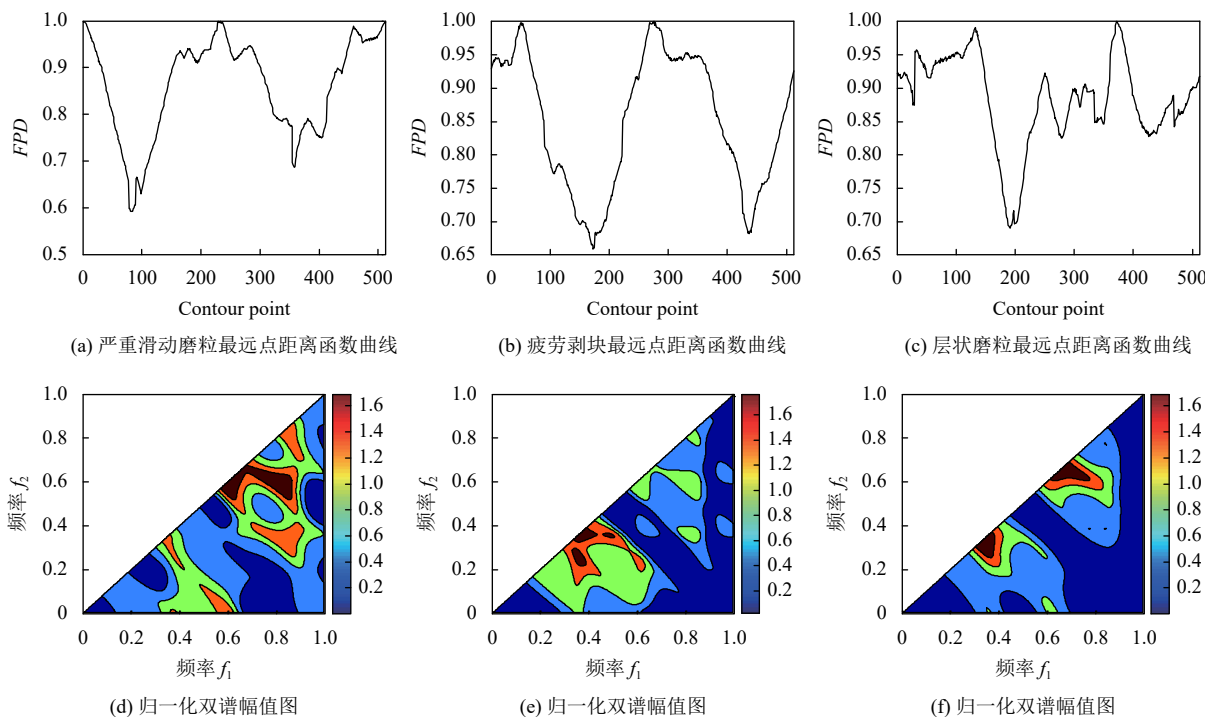 1.0
0.9
0.8
0.7
0.6
0.5
FPD
0 100 200 300 400 500
Contour point
(a) 严重滑动磨粒最远点距离函数曲线
1.00
0.95
0.90
0.85
0.80
0.75
0.70
0.65
FPD
0 100 200 300 400 500
Contour point
(b) 疲劳剥块最远点距离函数曲线
1.00
0.95
0.90
0.85
0.80
0.75
0.70
0.65
FPD
0 100 200 300 400 500
Contour point
(c) 层状磨粒最远点距离函数曲线
1.0
0.8
0.6
0.4
0.2
0
频率 f₂
0 0.2 0.4 0.6 0.8 1.0
频率 f₁
1.6
1.4
1.2
1.0
0.8
0.6
0.4
0.2
(d) 归一化双谱幅值图
1.0
0.8
0.6
0.4
0.2
0
频率 f₂
0 0.2 0.4 0.6 0.8 1.0
频率 f₁
1.6
1.4
1.2
1.0
0.8
0.6
0.4
0.2
(e) 归一化双谱幅值图
1.0
0.8
0.6
0.4
0.2
0
频率 f₂
0 0.2 0.4 0.6 0.8 1.0
频率 f₁
1.6
1.4
1.2
1.0
0.8
0.6
0.4
0.2
(f) 归一化双谱幅值图